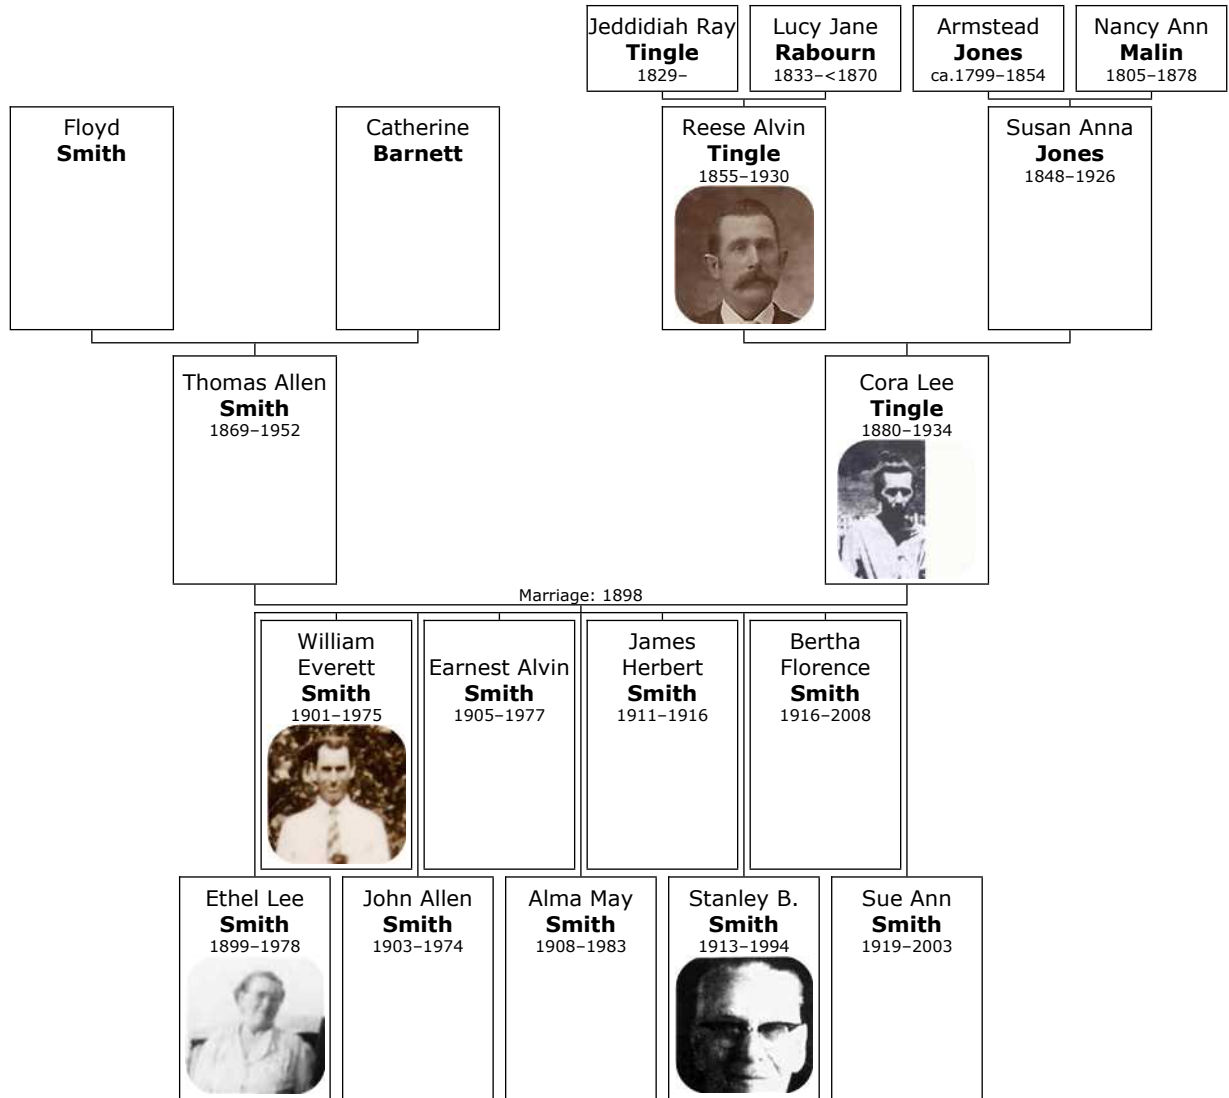 Jeddidiah Ray
Tingle
1829–
Lucy Jane
Rabourn
1833–<1870
Armstead
Jones
ca.1799–1854
Nancy Ann
Malin
1805–1878
Floyd
Smith
Catherine
Barnett
Reese Alvin
Tingle
1855–1930
Susan Anna
Jones
1848–1926
Thomas Allen
Smith
1869–1952
Cora Lee
Tingle
1880–1934
Marriage: 1898
William
Everett
Smith
1901–1975
Earnest Alvin
Smith
1905–1977
James
Herbert
Smith
1911–1916
Bertha
Florence
Smith
1916–2008
Ethel Lee
Smith
1899–1978
John Allen
Smith
1903–1974
Alma May
Smith
1908–1983
Stanley B.
Smith
1913–1994
Sue Ann
Smith
1919–2003